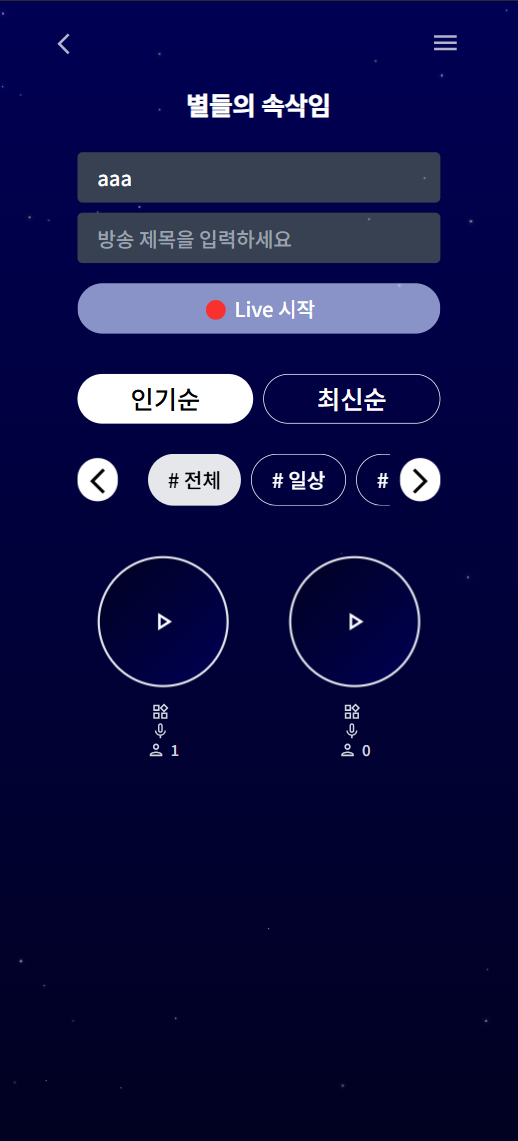 별들의 속삭임
aaa
방송 제목을 입력하세요
Live 시작
인기순 최신순
# 전체 # 일상 #
1 0